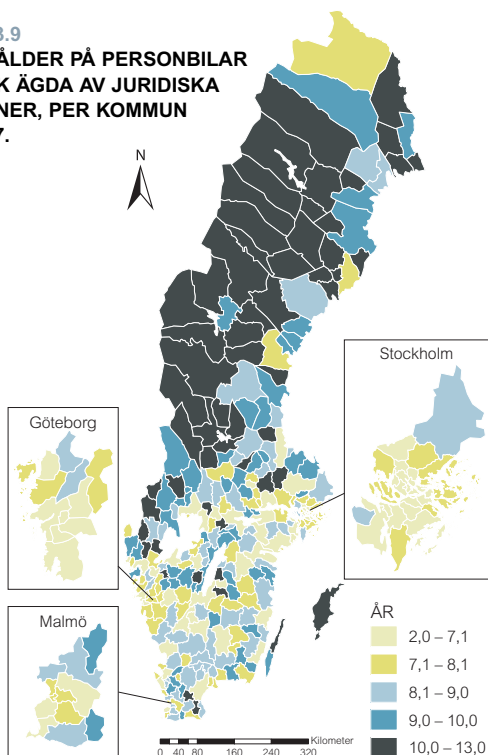 3.9
ÅLDER PÅ PERSONBILAR
K ÄGDA AV JURIDISKA
NER, PER KOMMUN
7.
N
Stockholm
Göteborg
Malmö
ÅR
2,0 – 7,1
7,1 – 8,1
8,1 – 9,0
9,0 – 10,0
10,0 – 13,0
Kilometer
0 40 80 160 240 320